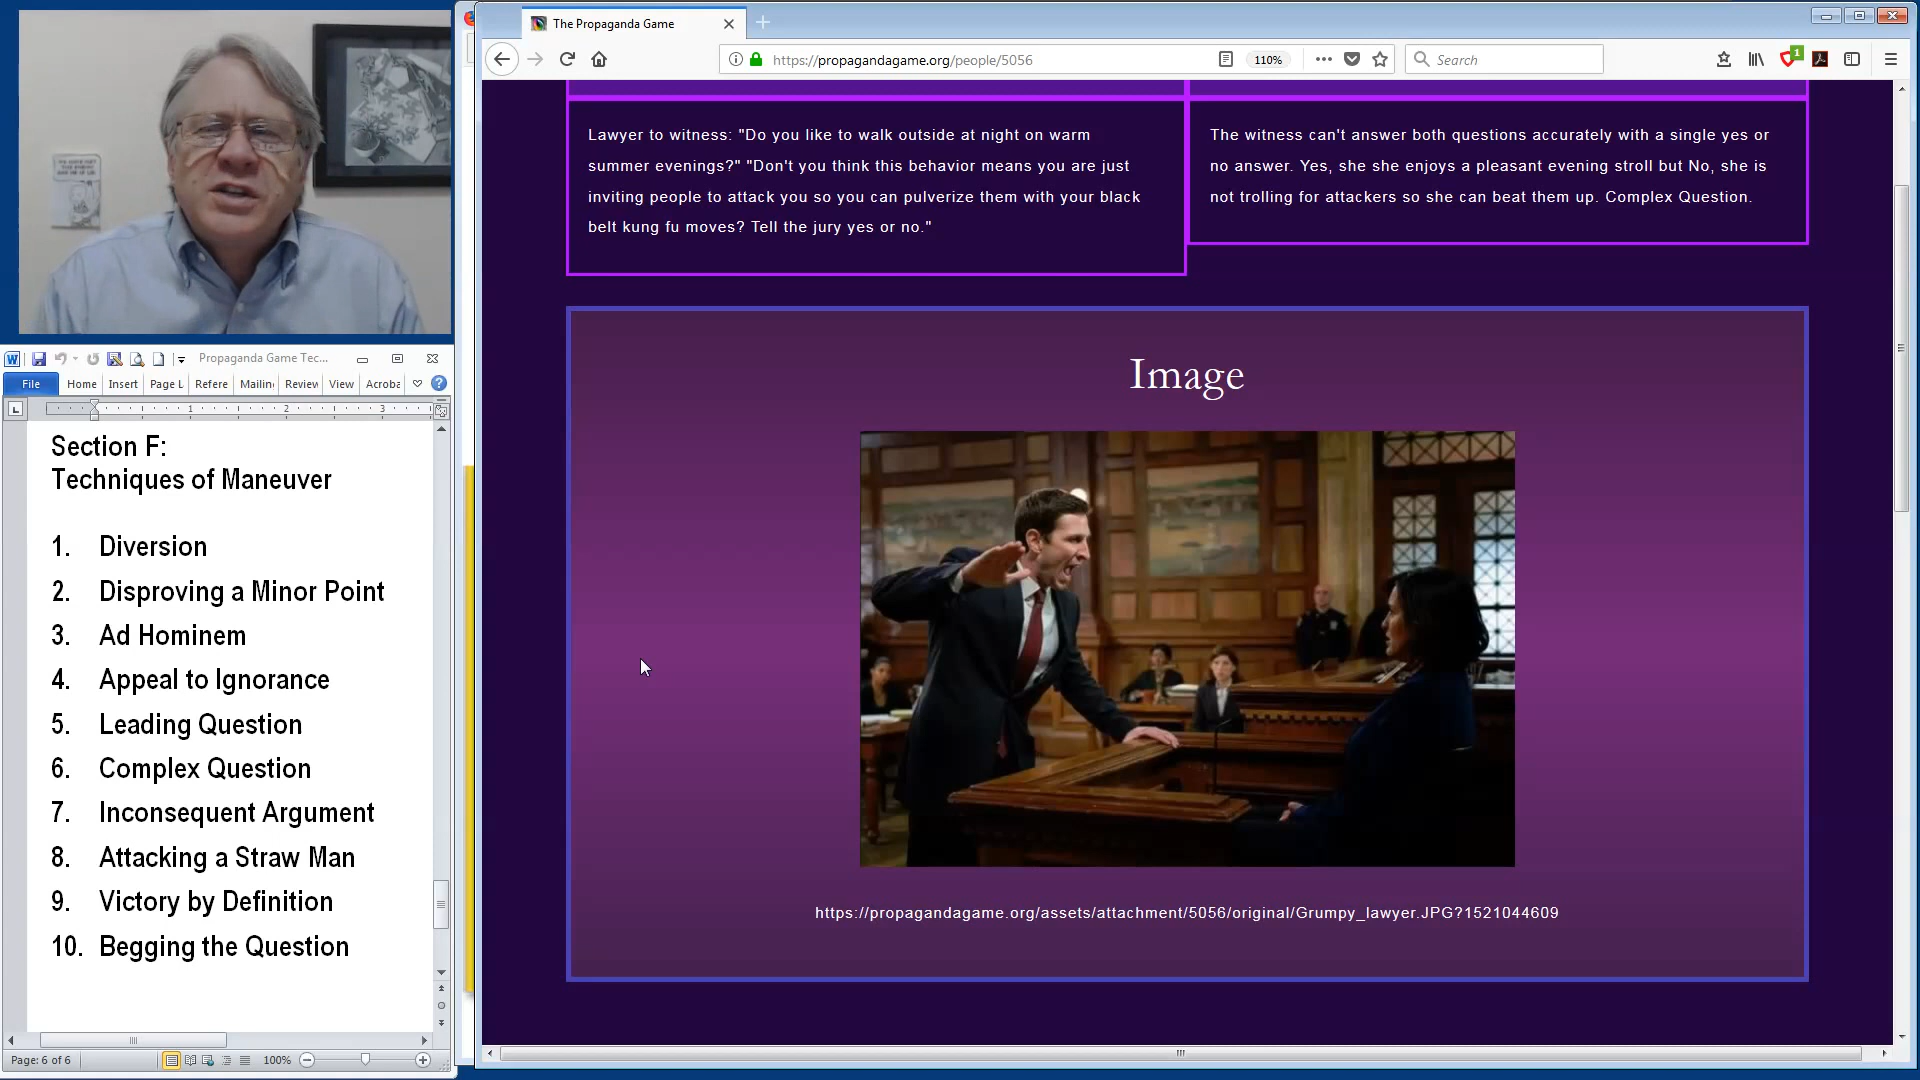 The Propaganda Game
https://propagandagame.org/people/5056
110%
Search
1
Lawyer to witness: "Do you like to walk outside at night on warm
summer evenings?" "Don't you think this behavior means you are just
inviting people to attack you so you can pulverize them with your black
belt kung fu moves? Tell the jury yes or no."
The witness can't answer both questions accurately with a single yes or
no answer. Yes, she she enjoys a pleasant evening stroll but No, she is
not trolling for attackers so she can beat them up. Complex Question.
Image
https://propagandagame.org/assets/attachment/5056/original/Grumpy_lawyer.JPG?1521044609
Propaganda Game Tec...
File Home Insert Page L Refere Mailin Review View Acroba
1 2 3
Section F:
Techniques of Maneuver
1. Diversion
2. Disproving a Minor Point
3. Ad Hominem
4. Appeal to Ignorance
5. Leading Question
6. Complex Question
7. Inconsequent Argument
8. Attacking a Straw Man
9. Victory by Definition
10. Begging the Question
Page: 6 of 6
100%